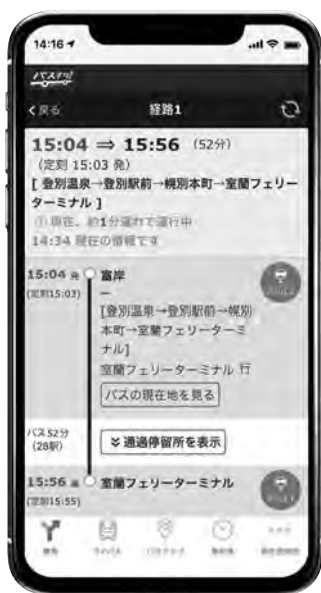 14:16
バスキタ!
戻る 経路1
15:04 ⇒ 15:56 (52分)
(定刻 15:03 発)
[ 登別温泉→登別駅前→幌別本町→室蘭フェリー
ターミナル ]
① 現在、約1分遅れで運行中
14:34 現在の情報です
15:04 発 富岸
(定刻15:03)
[登別温泉→登別駅前→幌別
本町→室蘭フェリーターミ
ナル]
室蘭フェリーターミナル 行
バスの現在地を見る
バス52分
(28駅)
通過停留所を表示
15:56 着 室蘭フェリーターミナル
(定刻15:55)